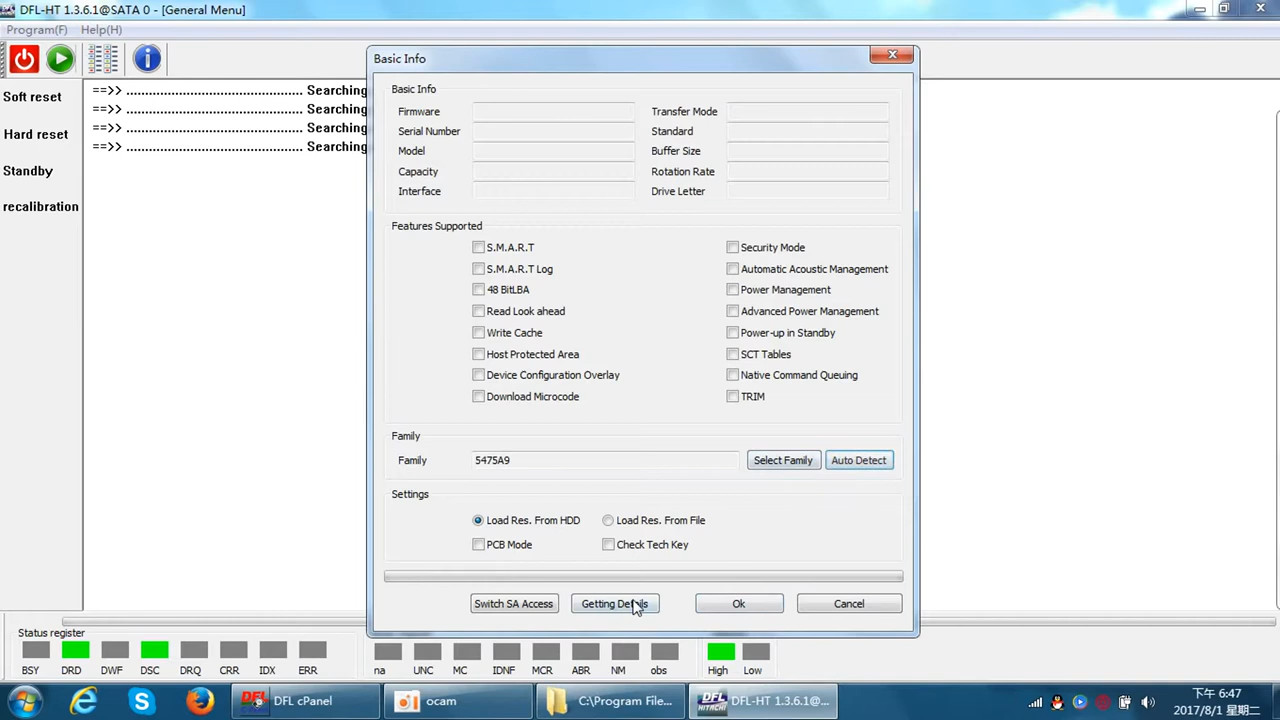 DFL-HT 1.3.6.1@SATA 0 - [General Menu]
Program(F) Help(H)
Soft reset
Hard reset
Standby
recalibration
==>> ........................................ Searching
==>> ........................................ Searching
==>> ........................................ Searching
==>> ........................................ Searching
Basic Info
Basic Info
Firmware Transfer Mode
Serial Number Standard
Model Buffer Size
Capacity Rotation Rate
Interface Drive Letter
Features Supported
S.M.A.R.T Security Mode
S.M.A.R.T Log Automatic Acoustic Management
48 BitLBA Power Management
Read Look ahead Advanced Power Management
Write Cache Power-up in Standby
Host Protected Area SCT Tables
Device Configuration Overlay Native Command Queuing
Download Microcode TRIM
Family
Family 5475A9 Select Family Auto Detect
Settings
Load Res. From HDD Load Res. From File
PCB Mode Check Tech Key
Switch SA Access Getting Details Ok Cancel
Status register
BSY DRD DWF DSC DRQ CRR IDX ERR na UNC MC IDNF MCR ABR NM obs High Low
DFL cPanel ocam C:\Program File... DFL-HT 1.3.6.1@... 下午 6:47
2017/8/1 星期二